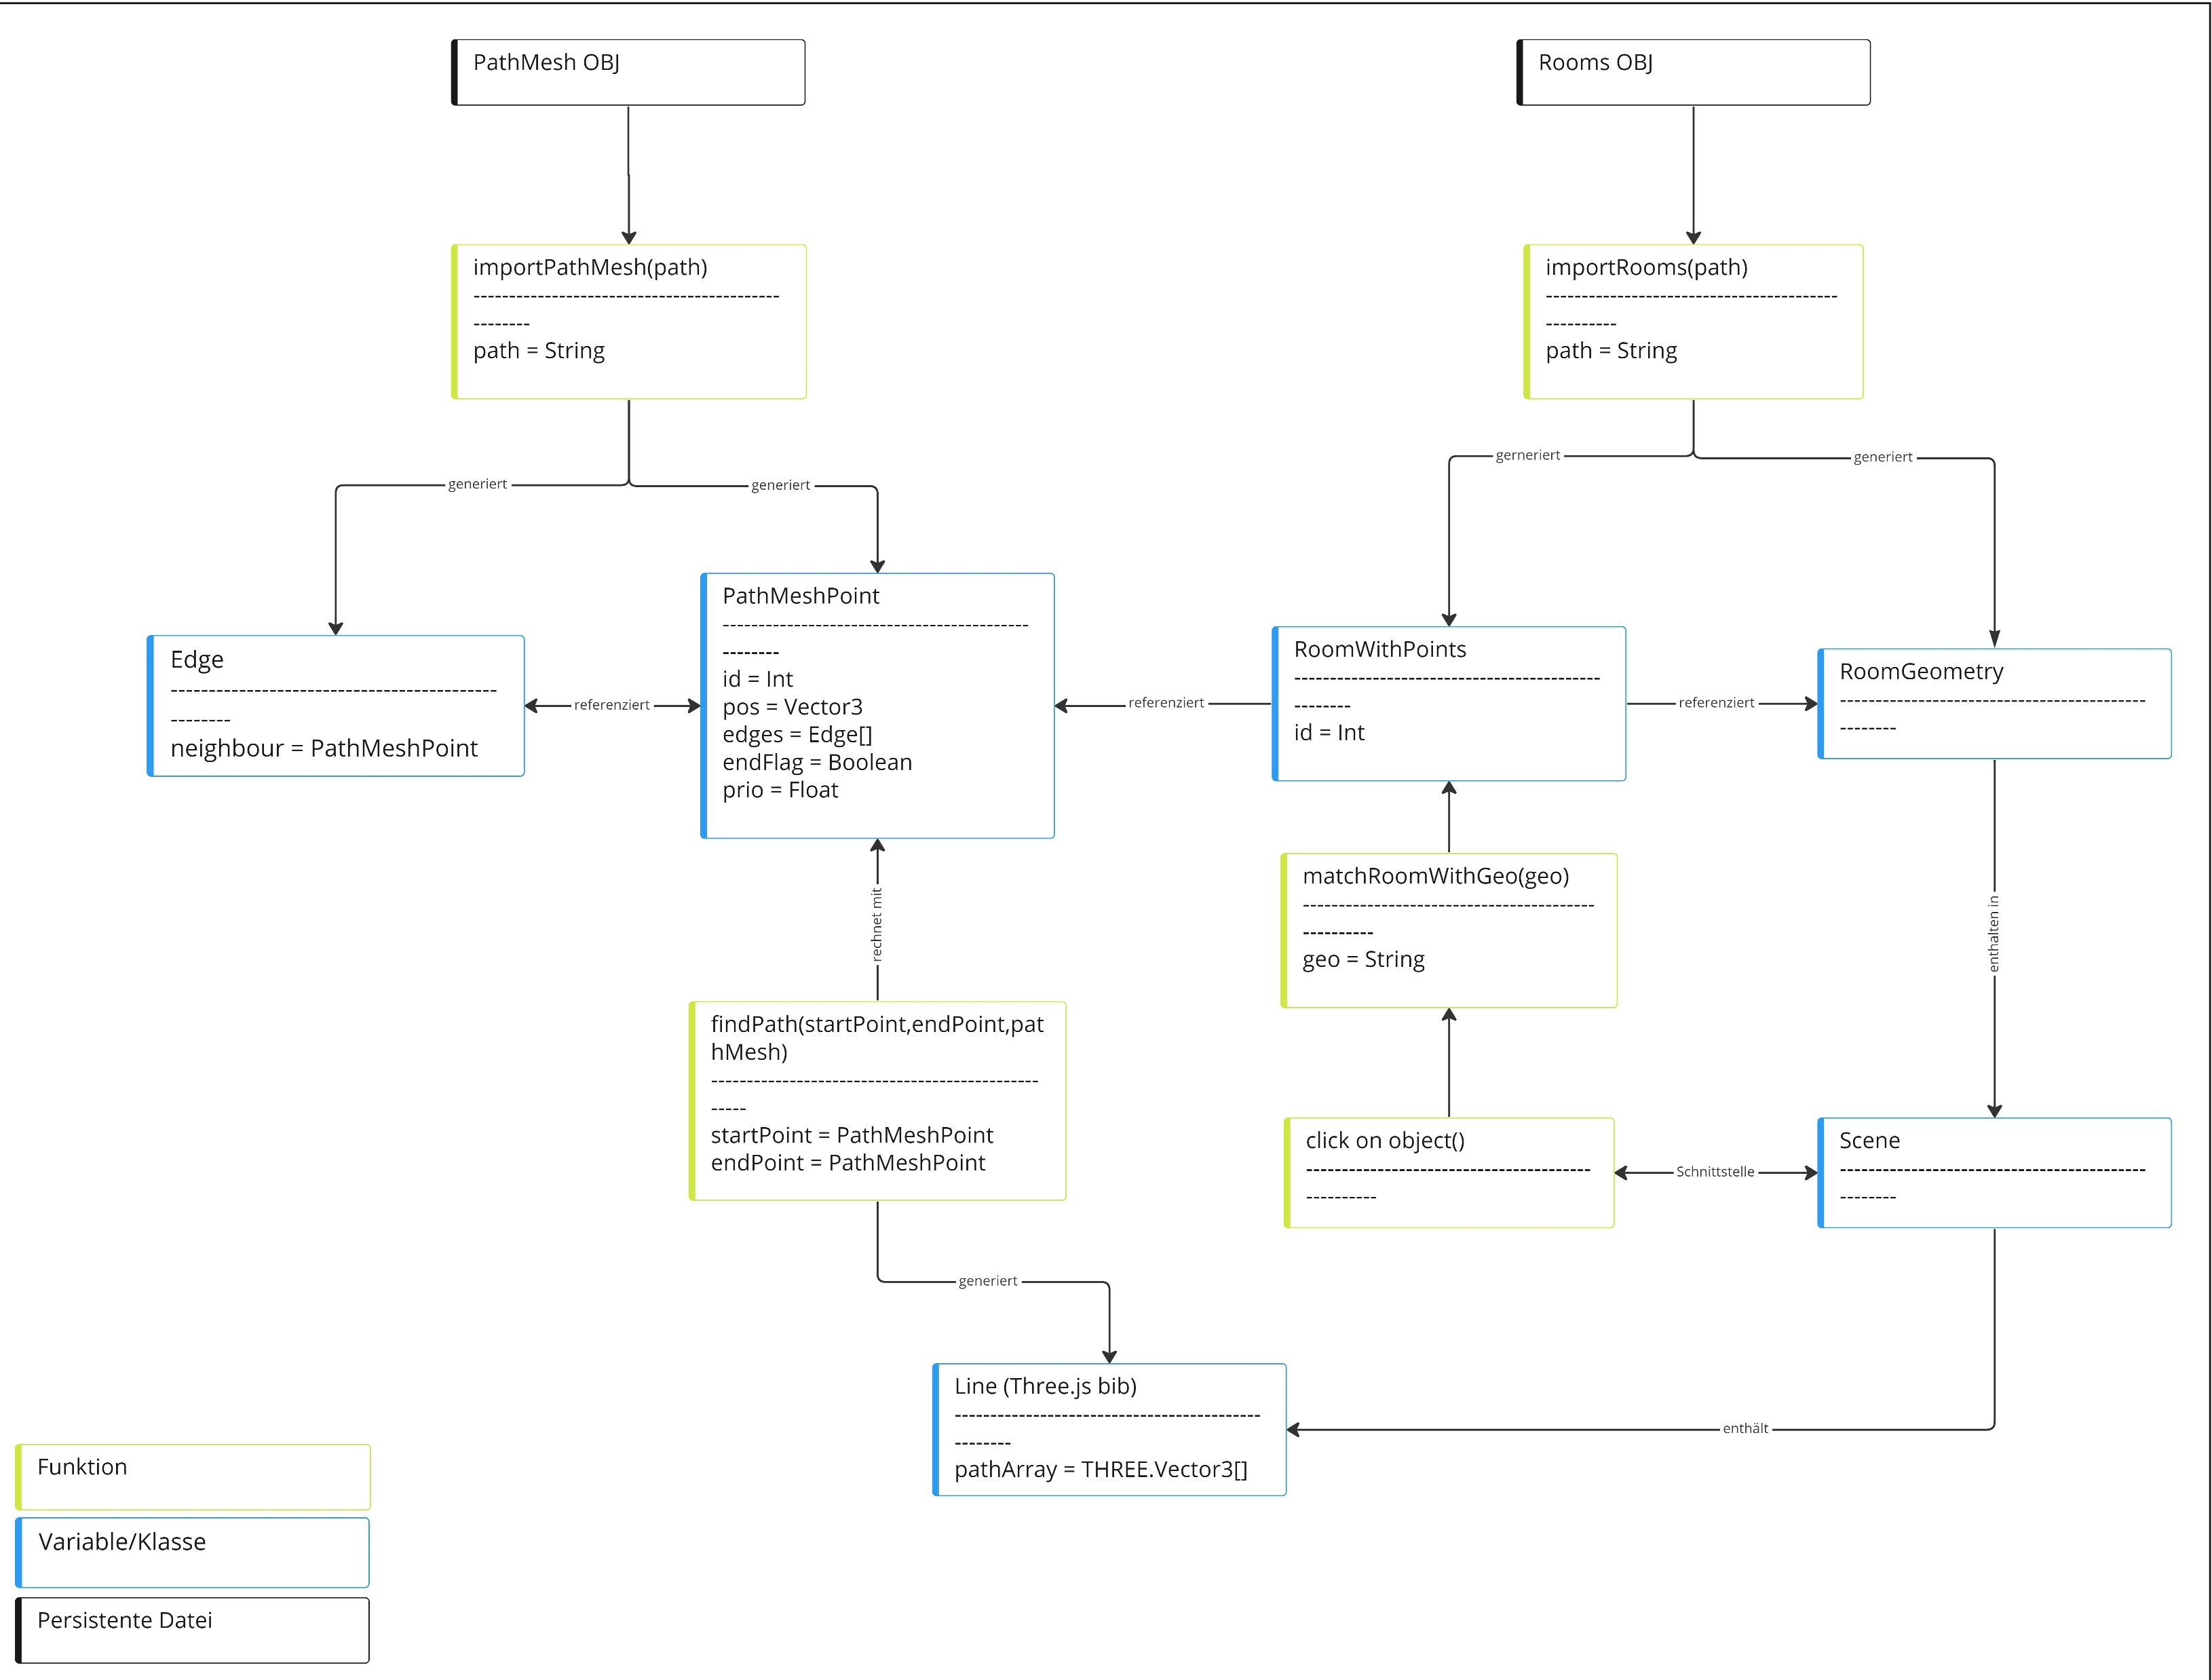 PathMesh OBJ
Rooms OBJ
importPathMesh(path)
-------------------------------------------
--------
path = String
importRooms(path)
-----------------------------------------
----------
path = String
generiert
generiert
gerneriert
generiert
Edge
-------------------------------------------
--------
neighbour = PathMeshPoint
referenziert
PathMeshPoint
-------------------------------------------
--------
id = Int
pos = Vector3
edges = Edge[]
endFlag = Boolean
prio = Float
referenziert
RoomWithPoints
-------------------------------------------
--------
id = Int
referenziert
RoomGeometry
-------------------------------------------
--------
rechnet mit
matchRoomWithGeo(geo)
-----------------------------------------
----------
geo = String
enthalten in
findPath(startPoint,endPoint,pat
hMesh)
----------------------------------------------
-----
startPoint = PathMeshPoint
endPoint = PathMeshPoint
click on object()
----------------------------------------
----------
Schnittstelle
Scene
-------------------------------------------
--------
generiert
Line (Three.js bib)
-------------------------------------------
--------
pathArray = THREE.Vector3[]
enthält
Funktion
Variable/Klasse
Persistente Datei